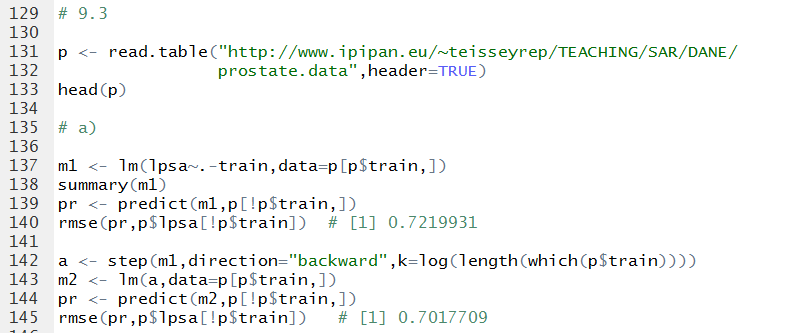 129 # 9.3
130
131 p <- read.table("http://www.ipipan.eu/~teisseyrep/TEACHING/SAR/DANE/
132 prostate.data",header=TRUE)
133 head(p)
134
135 # a)
136
137 m1 <- lm(lpsa~.-train,data=p[p$train,])
138 summary(m1)
139 pr <- predict(m1,p[!p$train,])
140 rmse(pr,p$lpsa[!p$train]) # [1] 0.7219931
141
142 a <- step(m1,direction="backward",k=log(length(which(p$train))))
143 m2 <- lm(a,data=p[p$train,])
144 pr <- predict(m2,p[!p$train,])
145 rmse(pr,p$lpsa[!p$train]) # [1] 0.7017709